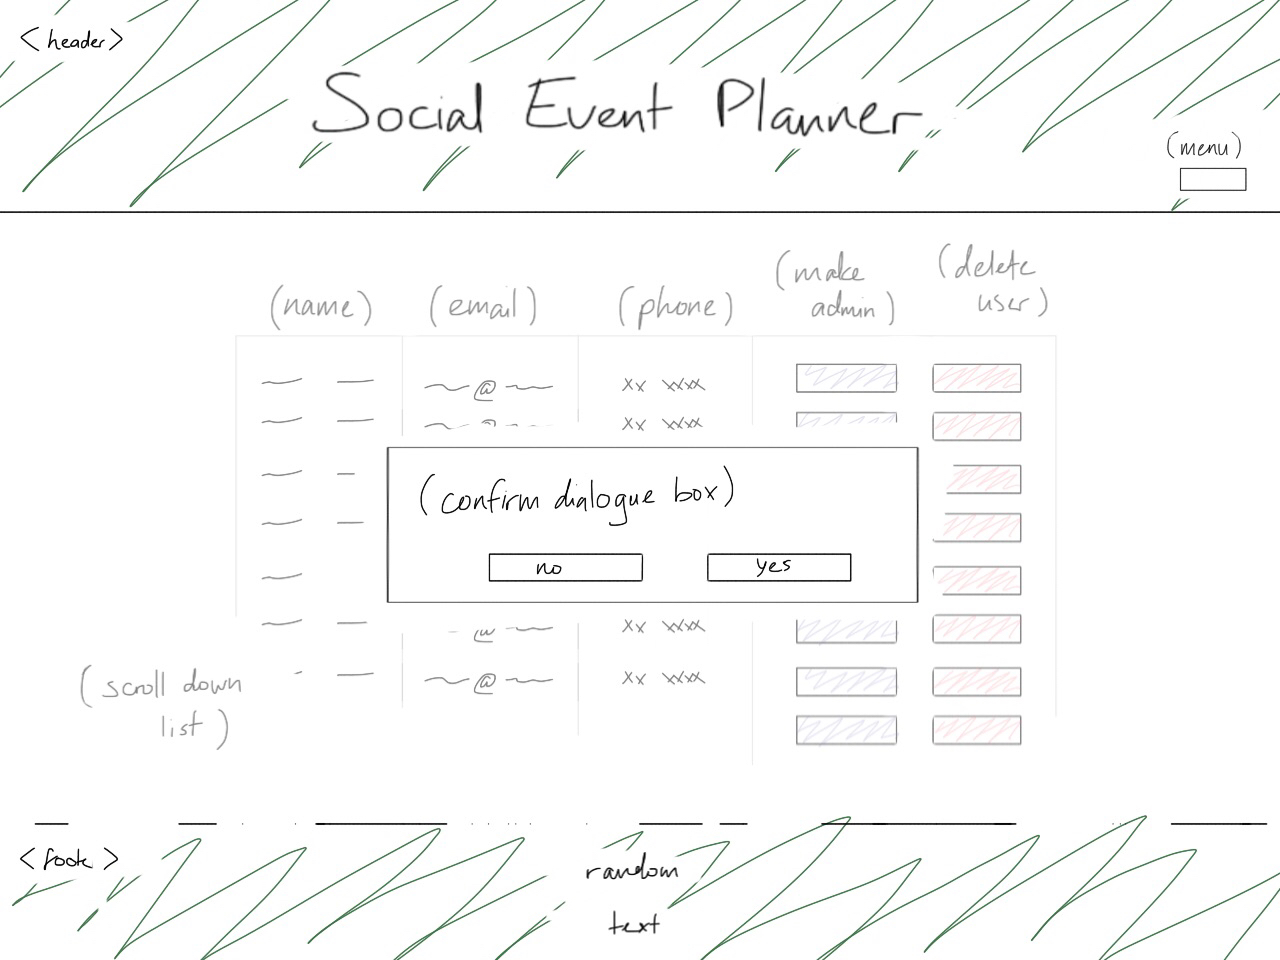 <header>
Social Event Planner
(menu)
(name) (email) (phone) (make admin) (delete user)
@ xx xxxx
xx xxxx
(confirm dialogue box)
no yes
xx xxxx
@ xx xxxx
(scroll down
list)
<foote>
random
text